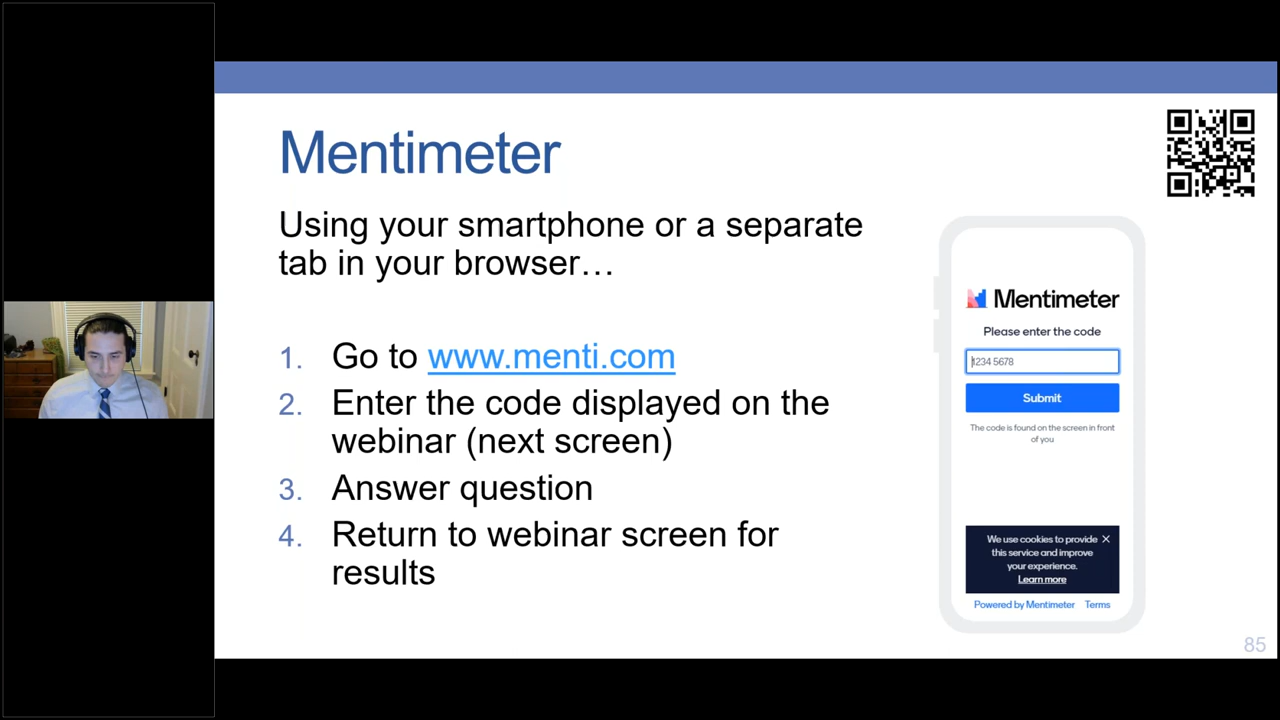 Mentimeter
Using your smartphone or a separate
tab in your browser…
1. Go to www.menti.com
2. Enter the code displayed on the
webinar (next screen)
3. Answer question
4. Return to webinar screen for
results
Mentimeter
Please enter the code
1234 5678
Submit
The code is found on the screen in front
of you
We use cookies to provide
this service and improve
your experience.
Learn more
Powered by Mentimeter Terms
85